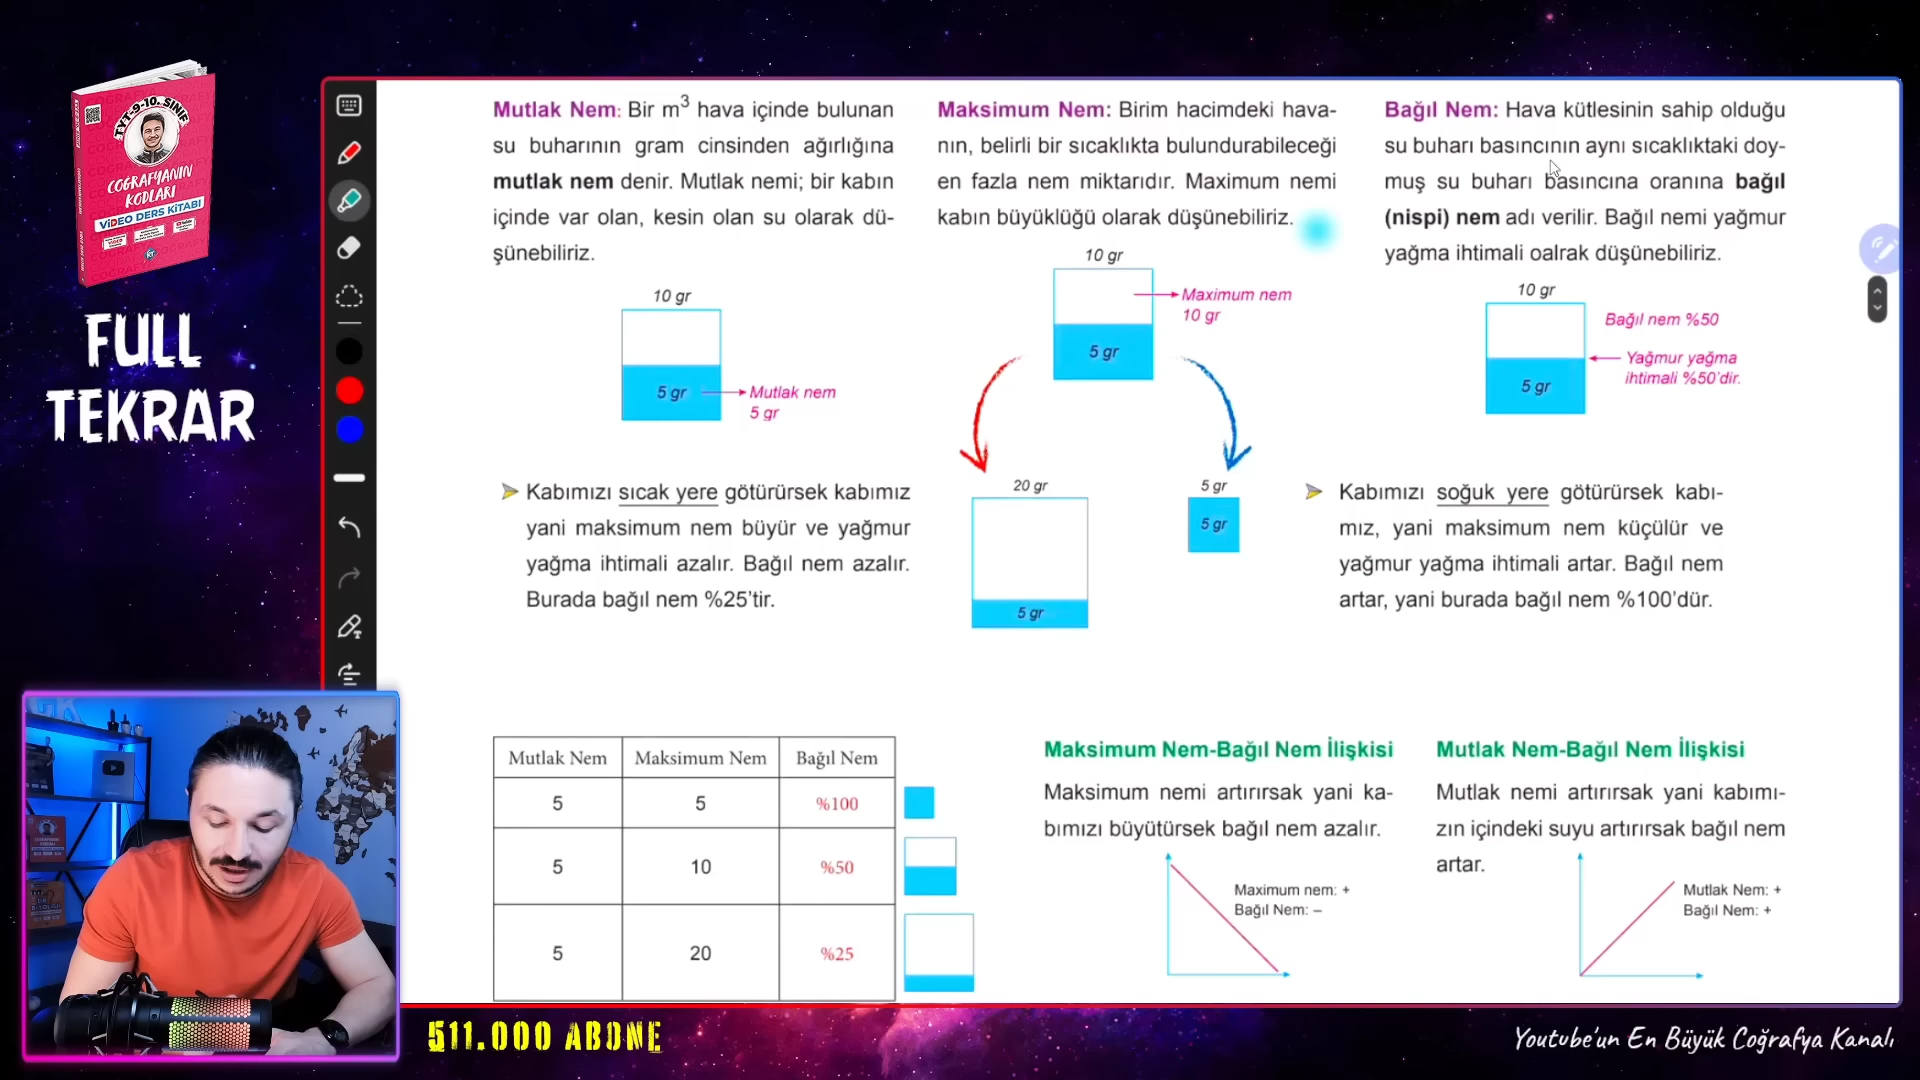 TYT-9-10. SINIF
COĞRAFYANIN
KODLARI
VİDEO DERS KİTABI
FULL
TEKRAR
Mutlak Nem: Bir m³ hava içinde bulunan
su buharının gram cinsinden ağırlığına
mutlak nem denir. Mutlak nemi; bir kabın
içinde var olan, kesin olan su olarak dü-
şünebiliriz.
10 gr
5 gr
Mutlak nem
5 gr
Maksimum Nem: Birim hacimdeki hava-
nın, belirli bir sıcaklıkta bulundurabileceği
en fazla nem miktarıdır. Maximum nemi
kabın büyüklüğü olarak düşünebiliriz.
10 gr
Maximum nem
10 gr
5 gr
Bağıl Nem: Hava kütlesinin sahip olduğu
su buharı basıncının aynı sıcaklıktaki doy-
muş su buharı basıncına oranına bağıl
(nispi) nem adı verilir. Bağıl nemi yağmur
yağma ihtimali oalrak düşünebiliriz.
10 gr
Bağıl nem %50
Yağmur yağma
ihtimali %50'dir.
5 gr
Kabımızı sıcak yere götürürsek kabımız
yani maksimum nem büyür ve yağmur
yağma ihtimali azalır. Bağıl nem azalır.
Burada bağıl nem %25'tir.
20 gr
5 gr
5 gr
5 gr
Kabımızı soğuk yere götürürsek kabı-
mız, yani maksimum nem küçülür ve
yağmur yağma ihtimali artar. Bağıl nem
artar, yani burada bağıl nem %100'dür.
Mutlak Nem Maksimum Nem Bağıl Nem
5 5 %100
5 10 %50
5 20 %25
Maksimum Nem-Bağıl Nem İlişkisi
Maksimum nemi artırırsak yani ka-
bımızı büyütürsek bağıl nem azalır.
Maximum nem: +
Bağıl Nem: –
Mutlak Nem-Bağıl Nem İlişkisi
Mutlak nemi artırırsak yani kabımı-
zın içindeki suyu artırırsak bağıl nem
artar.
Mutlak Nem: +
Bağıl Nem: +
511.000 ABONE
Youtube'un En Büyük Coğrafya Kanalı